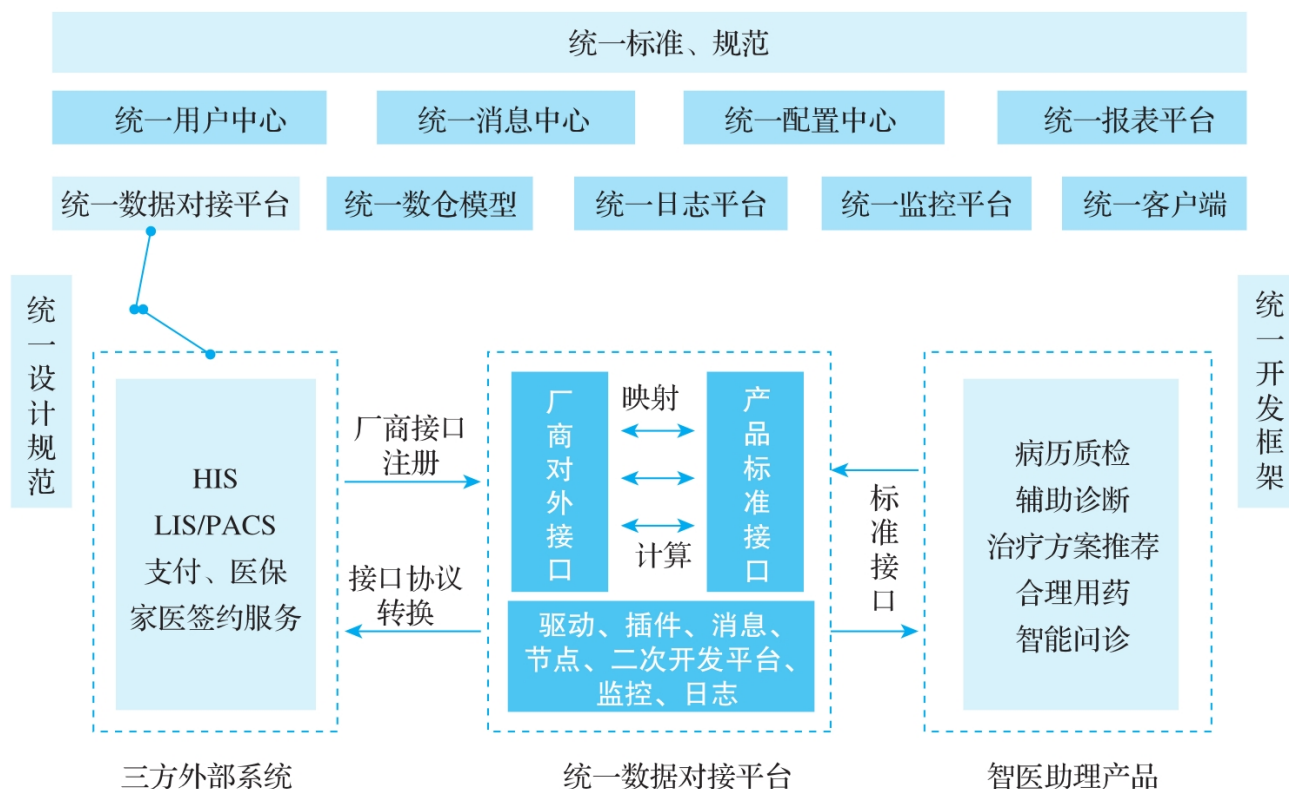 统一标准、规范
统一用户中心
统一消息中心
统一配置中心
统一报表平台
统一数据对接平台
统一数仓模型
统一日志平台
统一监控平台
统一客户端
统一设计规范
HIS
LIS/PACS
支付、医保
家医签约服务
三方外部系统
厂商接口
注册
接口协议
转换
厂商对外接口
映射
计算
产品标准接口
驱动、插件、消息、
节点、二次开发平台、
监控、日志
统一数据对接平台
标准接口
病历质检
辅助诊断
治疗方案推荐
合理用药
智能问诊
智医助理产品
统一开发框架